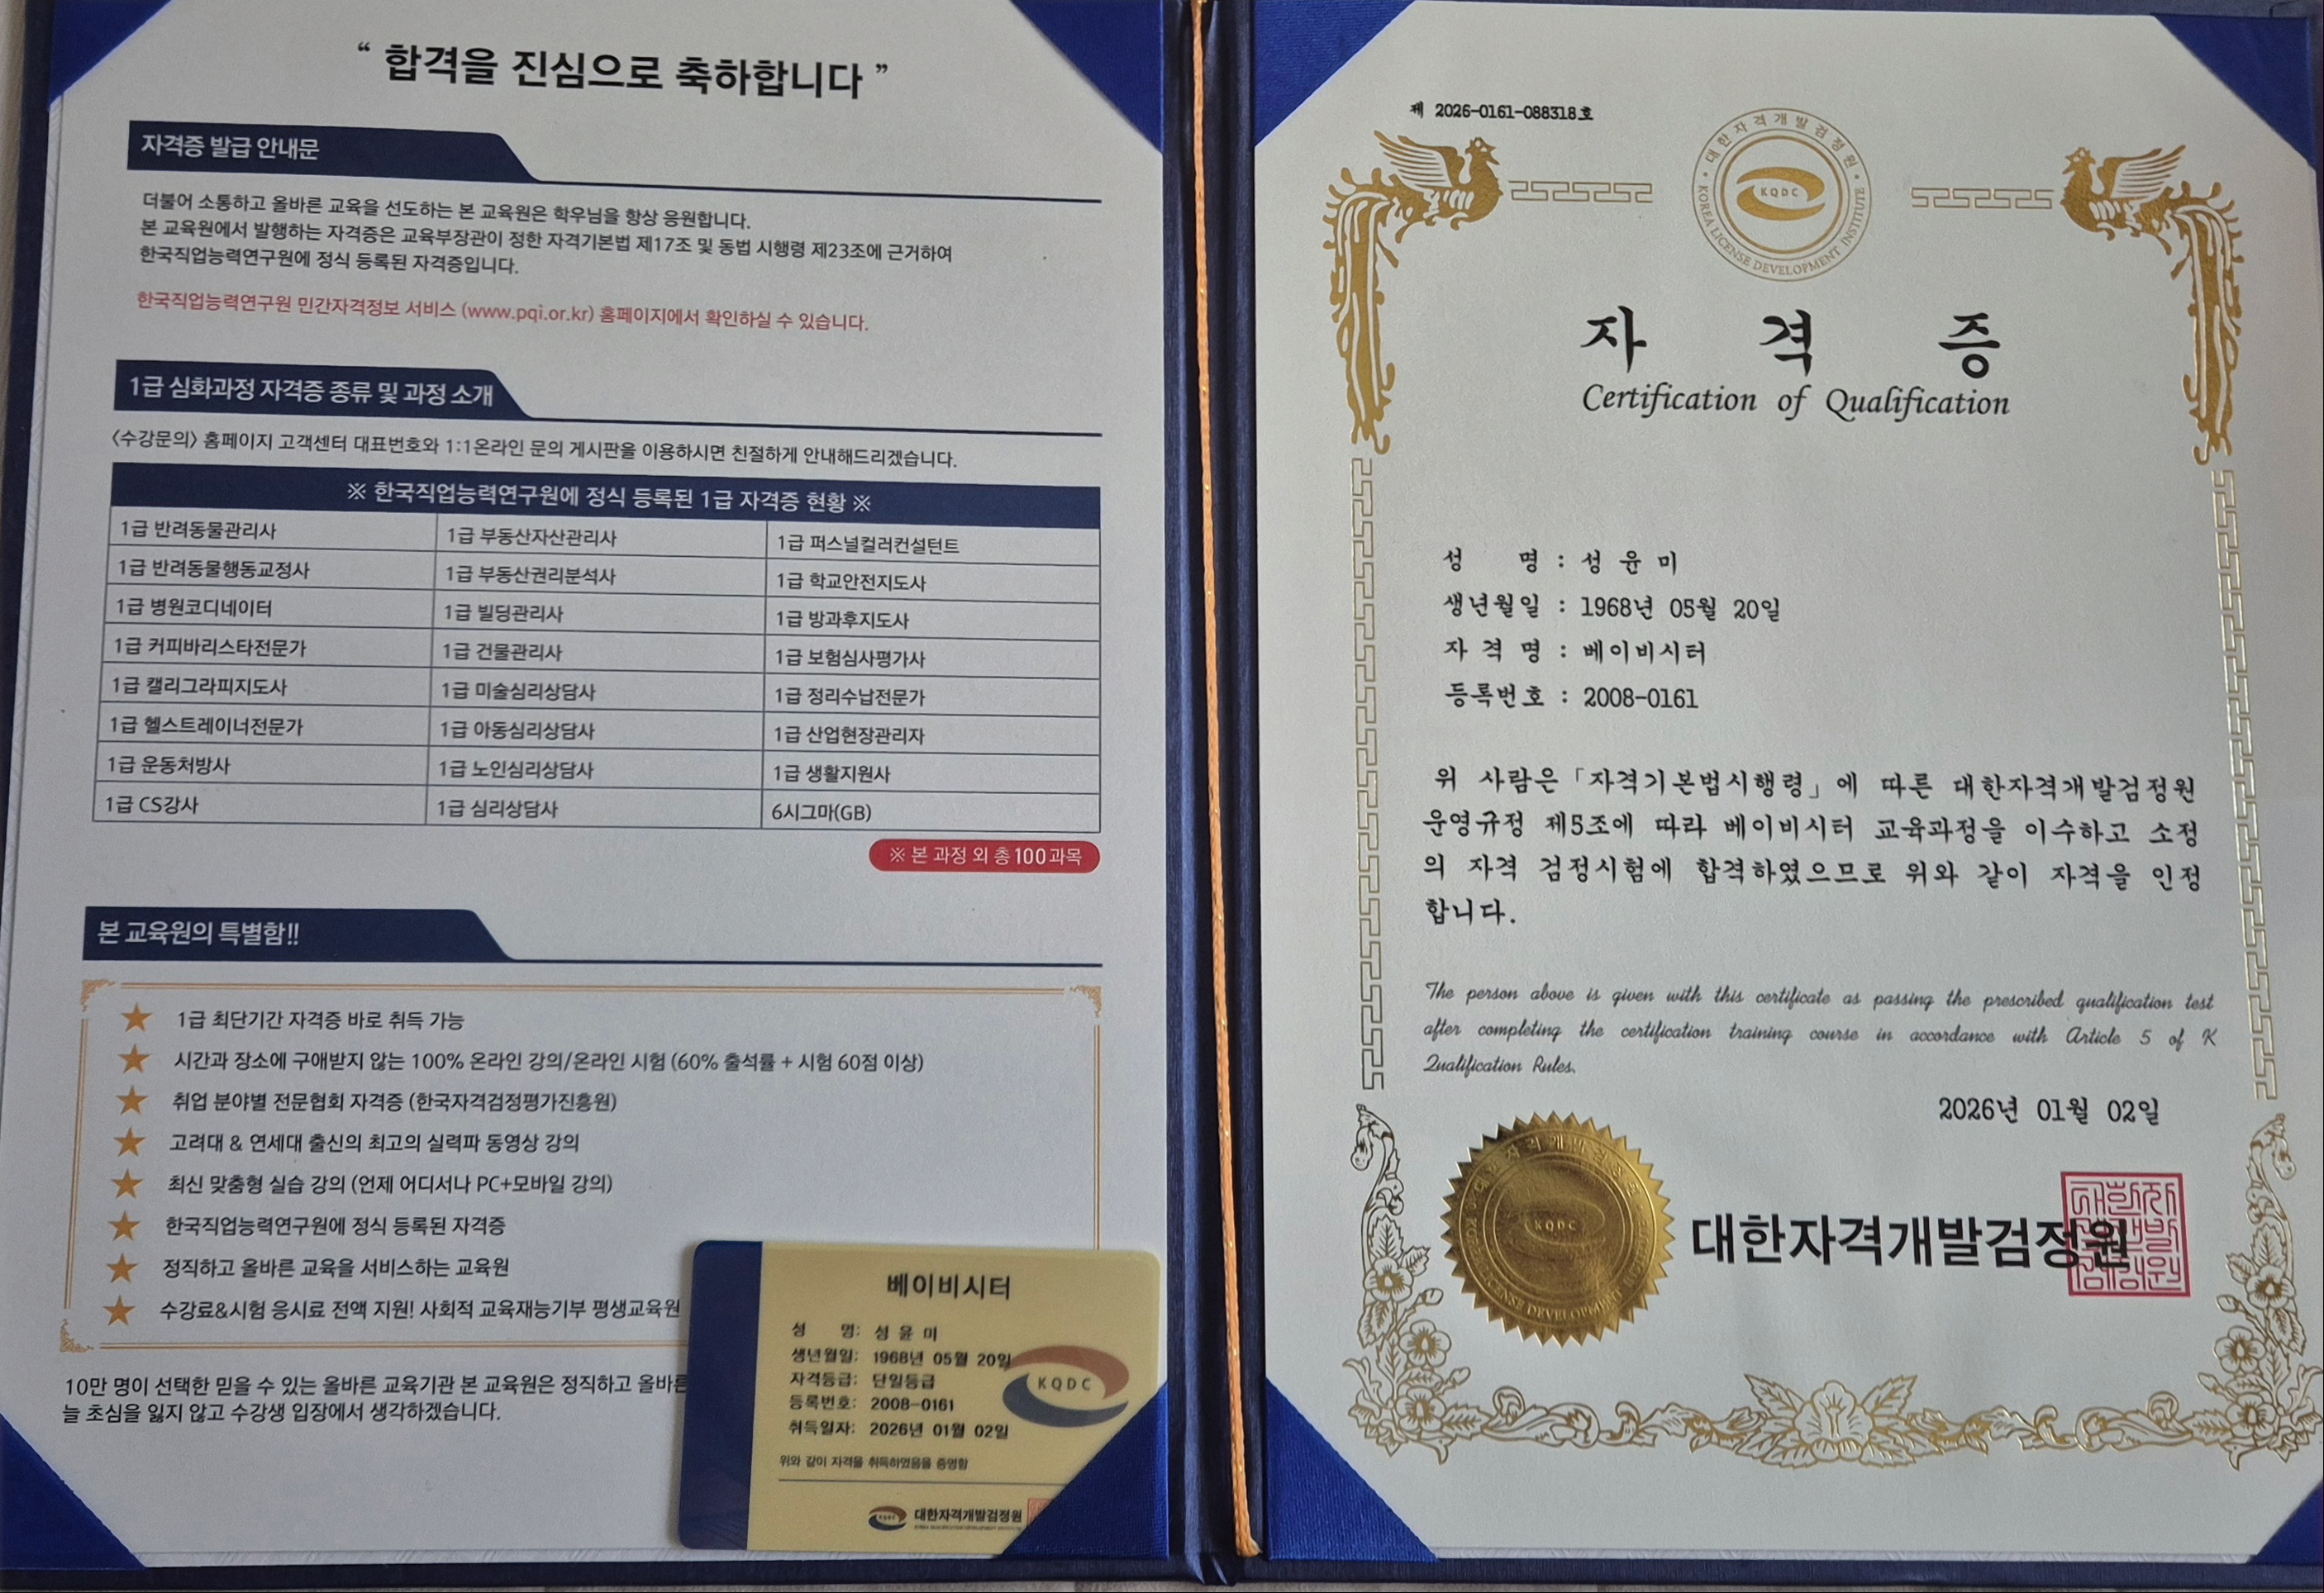 “ 합격을 진심으로 축하합니다 ”
자격증 발급 안내문
더불어 소통하고 올바른 교육을 선도하는 본 교육원은 학우님을 항상 응원합니다.
본 교육원에서 발행하는 자격증은 교육부장관이 정한 자격기본법 제17조 및 동법 시행령 제23조에 근거하여
한국직업능력연구원에 정식 등록된 자격증입니다.
한국직업능력연구원 민간자격정보 서비스 (www.pqi.or.kr) 홈페이지에서 확인하실 수 있습니다.
1급 심화과정 자격증 종류 및 과정 소개
<수강문의> 홈페이지 고객센터 대표번호와 1:1온라인 문의 게시판을 이용하시면 친절하게 안내해드리겠습니다.
※ 한국직업능력연구원에 정식 등록된 1급 자격증 현황 ※
1급 반려동물관리사 1급 부동산자산관리사 1급 퍼스널컬러컨설턴트
1급 반려동물행동교정사 1급 부동산권리분석사 1급 학교안전지도사
1급 병원코디네이터 1급 빌딩관리사 1급 방과후지도사
1급 커피바리스타전문가 1급 건물관리사 1급 보험심사평가사
1급 캘리그라피지도사 1급 미술심리상담사 1급 정리수납전문가
1급 헬스트레이너전문가 1급 아동심리상담사 1급 산업현장관리자
1급 운동처방사 1급 노인심리상담사 1급 생활지원사
1급 CS강사 1급 심리상담사 6시그마(GB)
※ 본 과정 외 총 100과목
본 교육원의 특별함!!
1급 최단기간 자격증 바로 취득 가능
시간과 장소에 구애받지 않는 100% 온라인 강의/온라인 시험 (60% 출석률 + 시험 60점 이상)
취업 분야별 전문협회 자격증 (한국자격검정평가진흥원)
고려대 & 연세대 출신의 최고의 실력파 동영상 강의
최신 맞춤형 실습 강의 (언제 어디서나 PC+모바일 강의)
한국직업능력연구원에 정식 등록된 자격증
정직하고 올바른 교육을 서비스하는 교육원
수강료&시험 응시료 전액 지원! 사회적 교육재능기부 평생교육원
10만 명이 선택한 믿을 수 있는 올바른 교육기관 본 교육원은 정직하고 올바른
늘 초심을 잃지 않고 수강생 입장에서 생각하겠습니다.
베이비시터
성 명: 성 윤 미
생년월일: 1968년 05월 20일
자격등급: 단일등급
등록번호: 2008-0161
취득일자: 2026년 01월 02일
KQDC
위와 같이 자격을 취득하였음을 증명함
KQDC 대한자격개발검정원
제 2026-0161-088318호
대한자격개발검정원
KQDC
KOREA LICENSE DEVELOPMENT INSTITUTE
자 격 증
Certification of Qualification
성 명 : 성 윤 미
생년월일 : 1968년 05월 20일
자 격 명 : 베이비시터
등록번호 : 2008-0161
위 사람은 「자격기본법시행령」에 따른 대한자격개발검정원
운영규정 제5조에 따라 베이비시터 교육과정을 이수하고 소정
의 자격 검정시험에 합격하였으므로 위와 같이 자격을 인정
합니다.
The person above is given with this certificate as passing the prescribed qualification test
after completing the certification training course in accordance with Article 5 of K
Qualification Rules.
2026년 01월 02일
KQDC
대한자격개발검정원